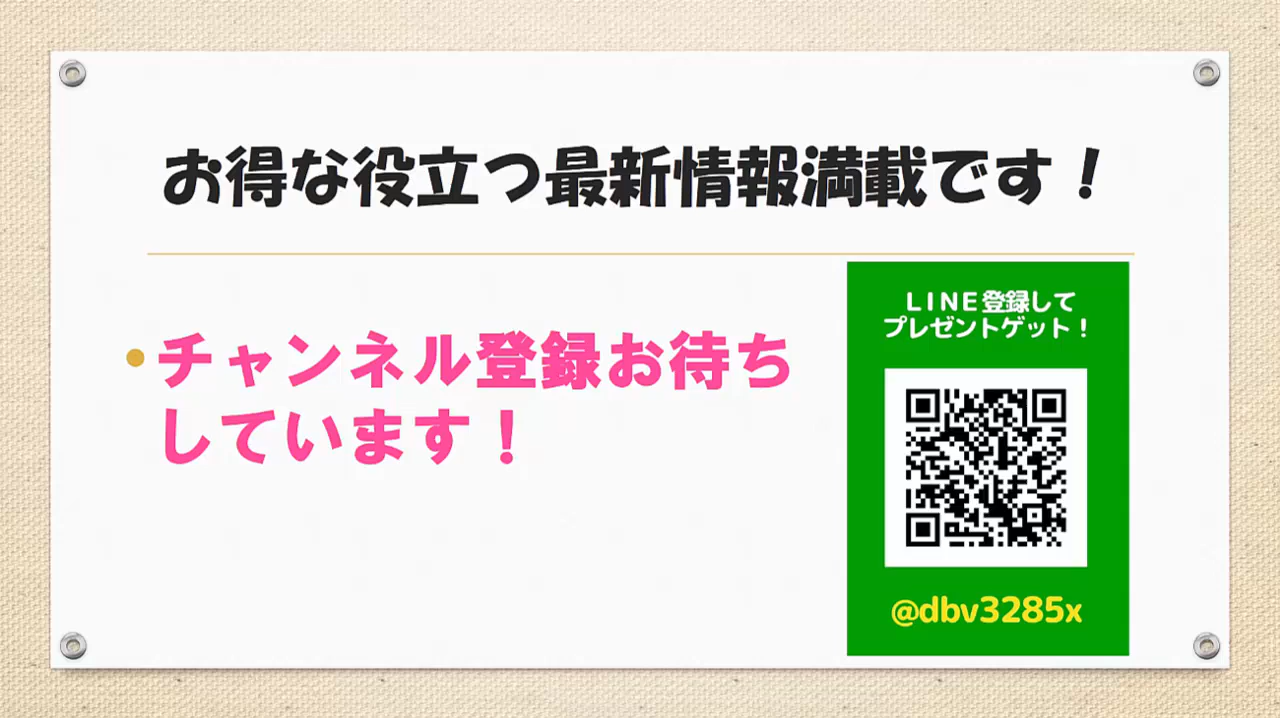 お得な役立つ最新情報満載です！
チャンネル登録お待ち
しています！
LINE登録して
プレゼントゲット！
@dbv3285x